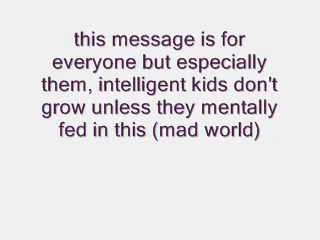 this message is for
everyone but especially
them, intelligent kids don't
grow unless they mentally
fed in this (mad world)